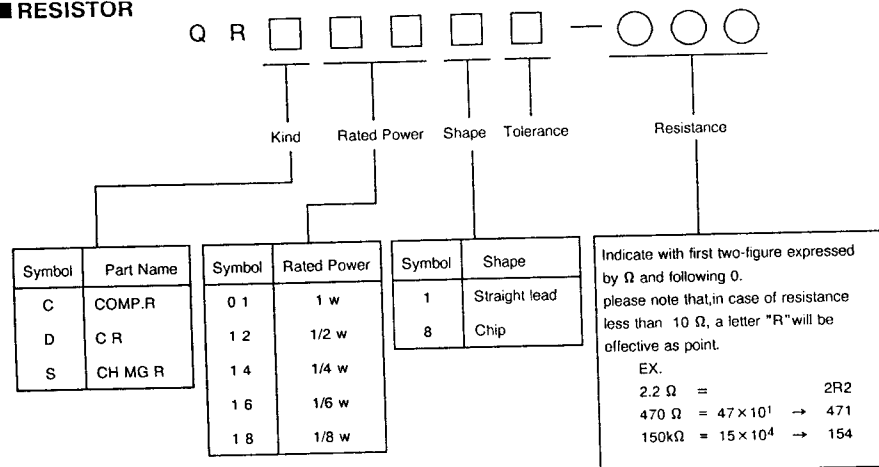 ■ RESISTOR
Q R □ □ □ □ □ — ○ ○ ○
Kind Rated Power Shape Tolerance Resistance
Symbol Part Name
C COMP.R
D C R
S CH MG R
Symbol Rated Power
0 1 1 w
1 2 1/2 w
1 4 1/4 w
1 6 1/6 w
1 8 1/8 w
Symbol Shape
1 Straight lead
8 Chip
Indicate with first two-figure expressed
by Ω and following 0.
please note that,in case of resistance
less than 10 Ω, a letter "R"will be
effective as point.
EX.
2.2 Ω = 2R2
470 Ω = 47×10¹ → 471
150kΩ = 15×10⁴ → 154